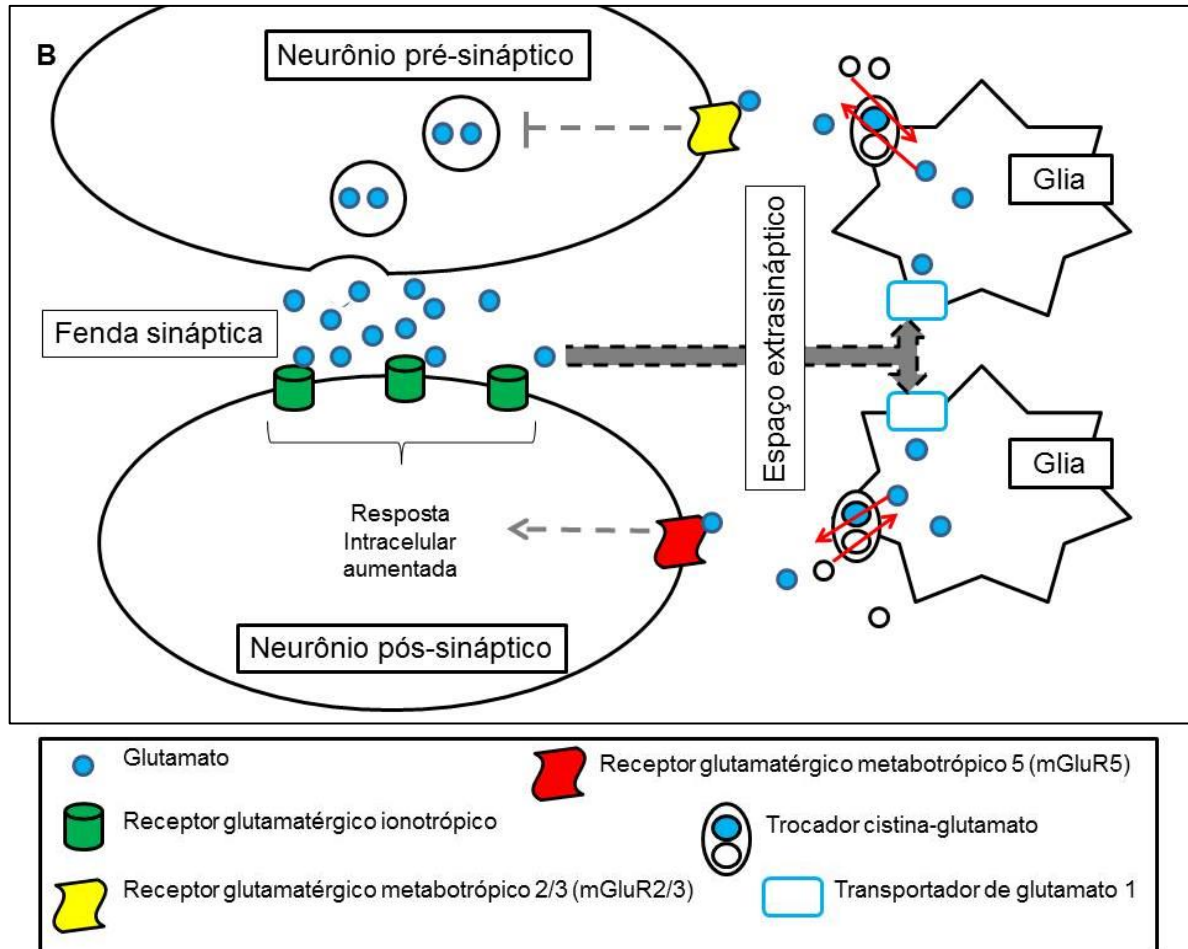 B
Neurônio pré-sináptico
Glia
Fenda sináptica
Espaço extrasináptico
Glia
Resposta
Intracelular
aumentada
Neurônio pós-sináptico
Glutamato
Receptor glutamatérgico metabotrópico 5 (mGluR5)
Receptor glutamatérgico ionotrópico
Trocador cistina-glutamato
Receptor glutamatérgico metabotrópico 2/3 (mGluR2/3)
Transportador de glutamato 1